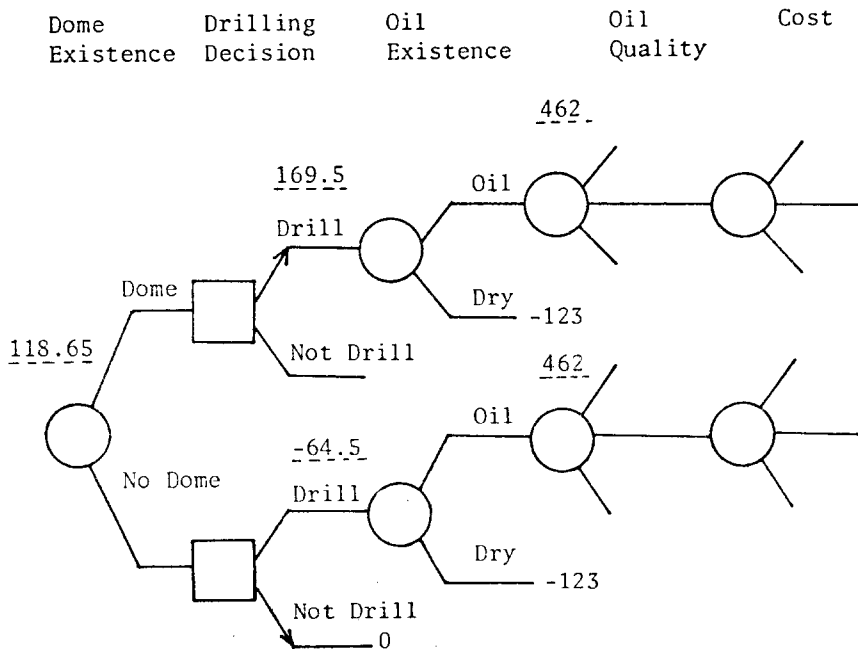 Dome Drilling Oil Oil Cost
Existence Decision Existence Quality
462
169.5
Oil
Drill
Dome
Dry
-123
118.65
Not Drill
462
Oil
-64.5
No Dome
Drill
Dry
-123
Not Drill
0